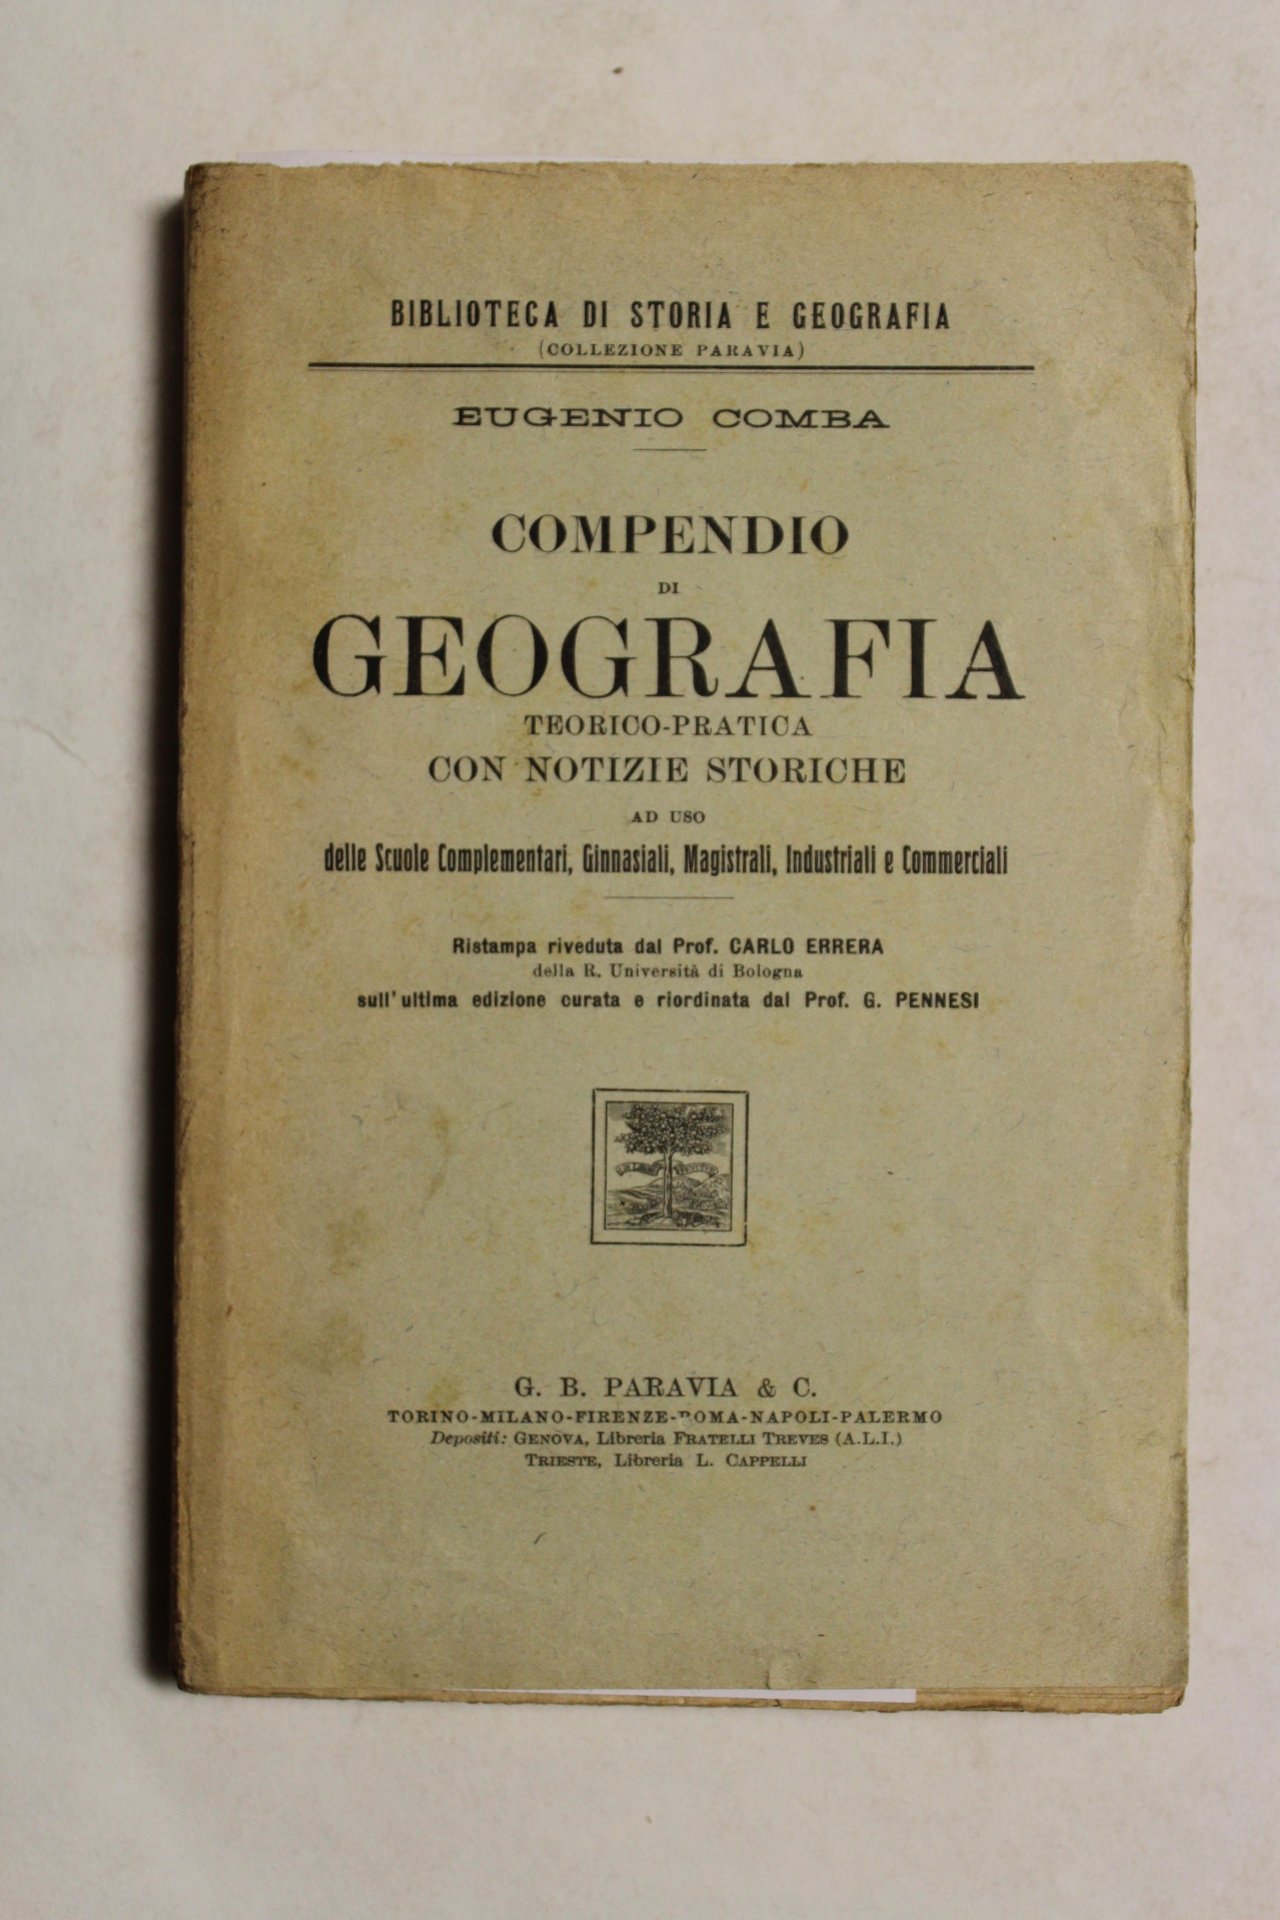 BIBLIOTECA DI STORIA E GEOGRAFIA
(COLLEZIONE PARAVIA)
EUGENIO COMBA
COMPENDIO
DI
GEOGRAFIA
TEORICO-PRATICA
CON NOTIZIE STORICHE
AD USO
delle Scuole Complementari, Ginnasiali, Magistrali, Industriali e Commerciali
Ristampa riveduta dal Prof. CARLO ERRERA
della R. Università di Bologna
sull'ultima edizione curata e riordinata dal Prof. G. PENNESI
G. B. PARAVIA & C.
TORINO-MILANO-FIRENZE-ROMA-NAPOLI-PALERMO
Depositi: GENOVA, Libreria FRATELLI TREVES (A.L.I.)
TRIESTE, Libreria L. CAPPELLI